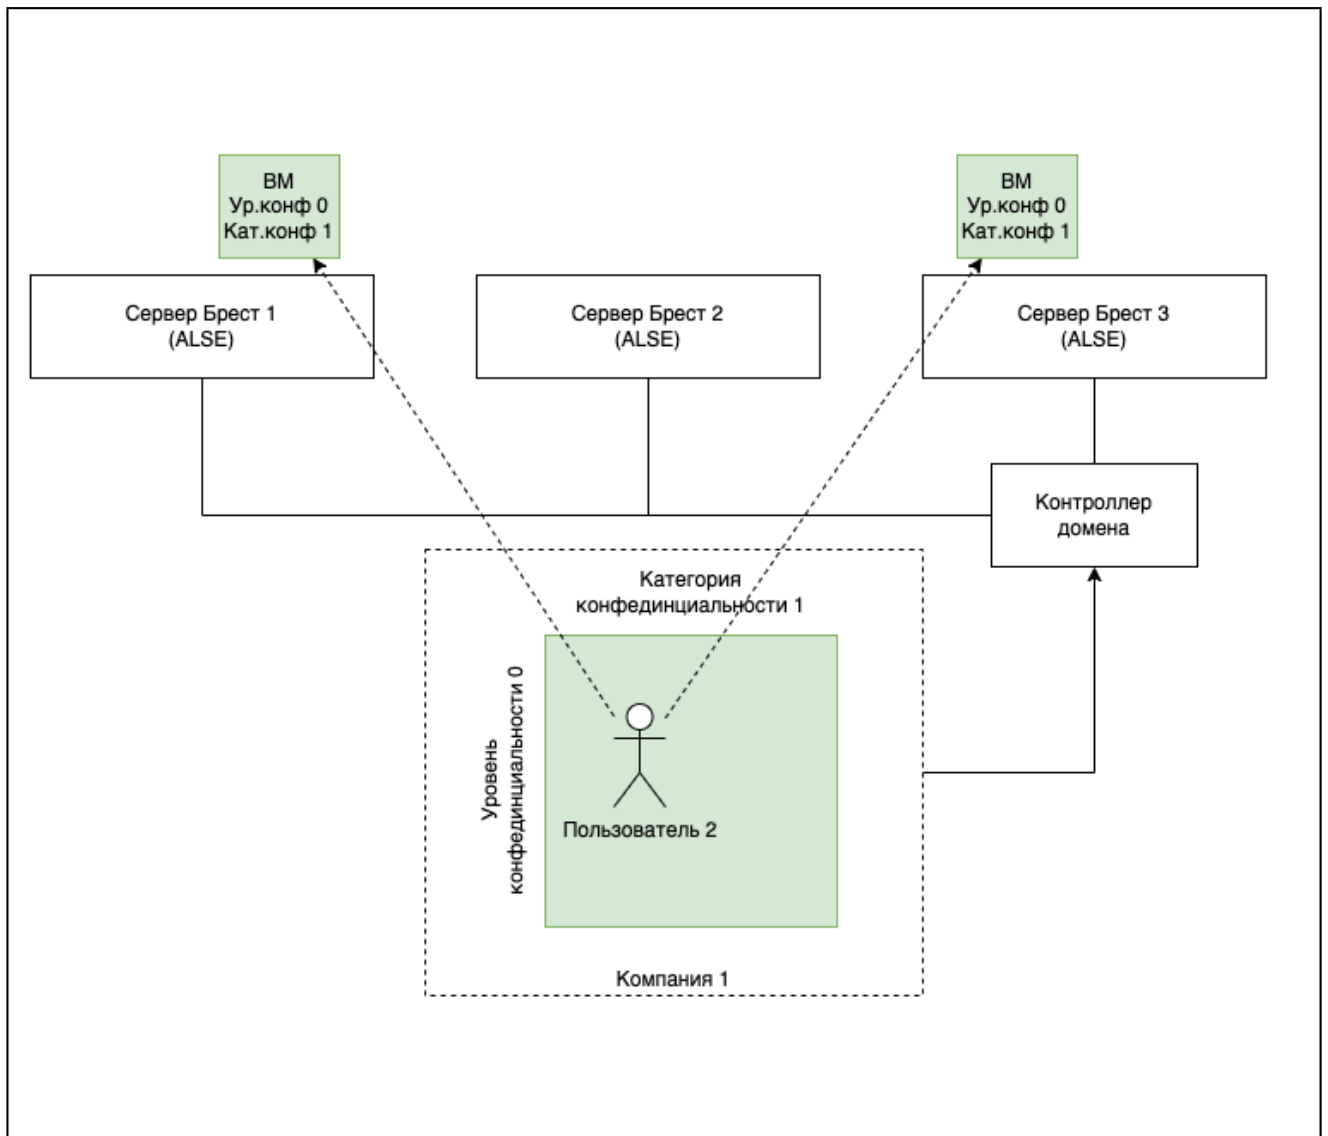 ВМ
Ур.конф 0
Кат.конф 1
ВМ
Ур.конф 0
Кат.конф 1
Сервер Брест 1
(ALSE)
Сервер Брест 2
(ALSE)
Сервер Брест 3
(ALSE)
Контроллер
домена
Категория
конфединциальности 1
Уровень
конфединциальности 0
Пользователь 2
Компания 1